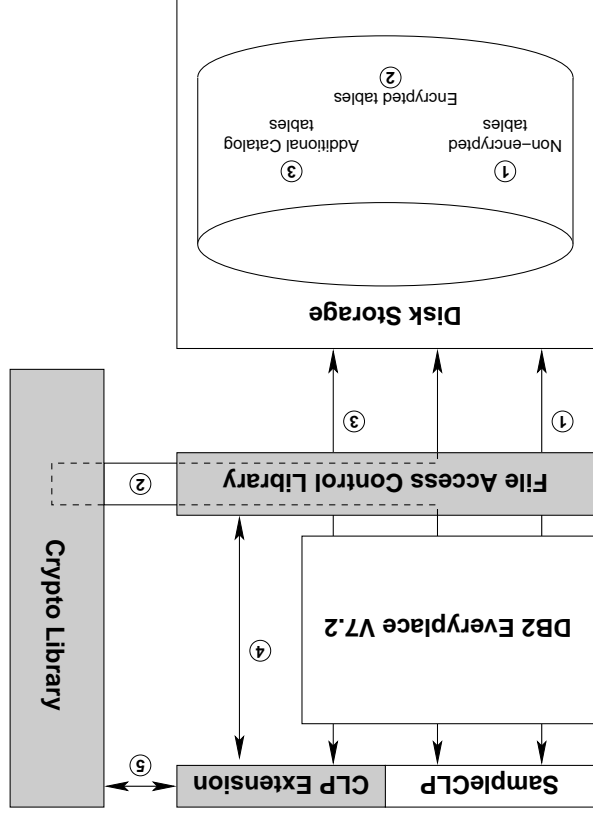 SampleCLP
CLP Extension
⑤
DB2 Everyplace V7.2
④
Crypto Library
File Access Control Library
②
①
③
Disk Storage
①
Non−encrypted
tables
③
Additional Catalog
tables
Encrypted tables
②